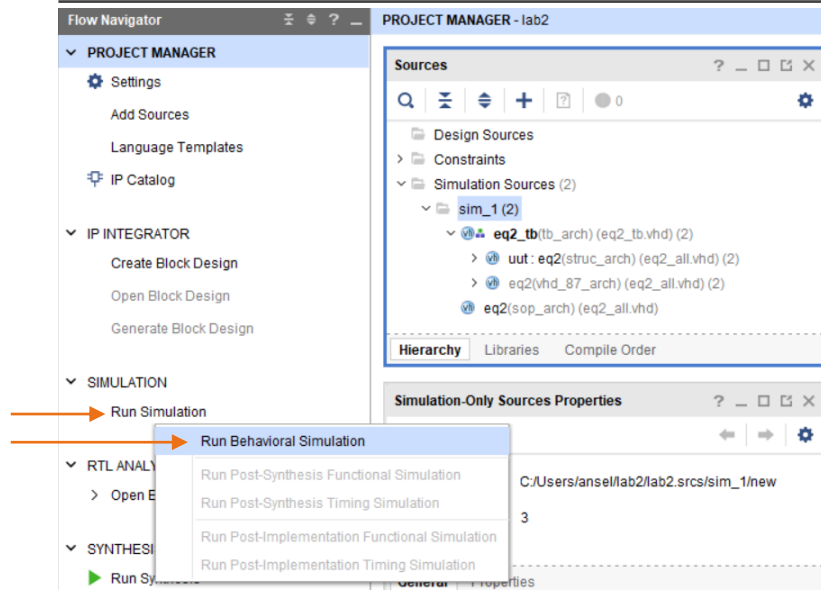 Flow Navigator
PROJECT MANAGER
Settings
Add Sources
Language Templates
IP Catalog
IP INTEGRATOR
Create Block Design
Open Block Design
Generate Block Design
SIMULATION
Run Simulation
Run Behavioral Simulation
Run Post-Synthesis Functional Simulation
Run Post-Synthesis Timing Simulation
Run Post-Implementation Functional Simulation
Run Post-Implementation Timing Simulation
RTL ANALY
Open E
SYNTHESI
Run Sy
PROJECT MANAGER - lab2
Sources
0
Design Sources
Constraints
Simulation Sources (2)
sim_1 (2)
eq2_tb(tb_arch) (eq2_tb.vhd) (2)
uut : eq2(struc_arch) (eq2_all.vhd) (2)
eq2(vhd_87_arch) (eq2_all.vhd) (2)
eq2(sop_arch) (eq2_all.vhd)
Hierarchy Libraries Compile Order
Simulation-Only Sources Properties
C:/Users/ansel/lab2/lab2.srcs/sim_1/new
3
General Properties